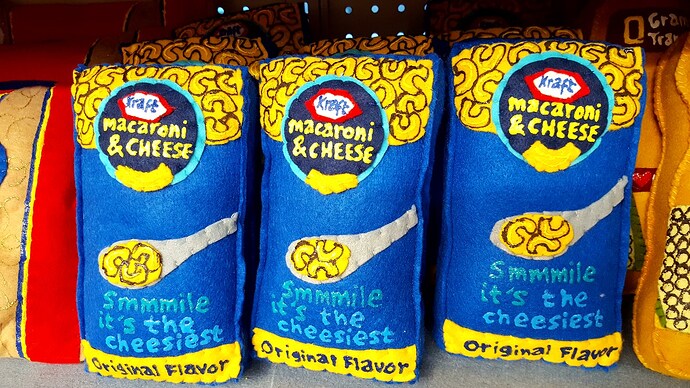 Kraft
macaroni
& CHEESE
Smmmile
it's the
cheesiest
Original Flavor
Kraft
macaroni
& CHEESE
Smmmile
it's the
cheesiest
Original Flavor
Kraft
macaroni
& CHEESE
Smmmile
it's the
cheesiest
Original Flavor